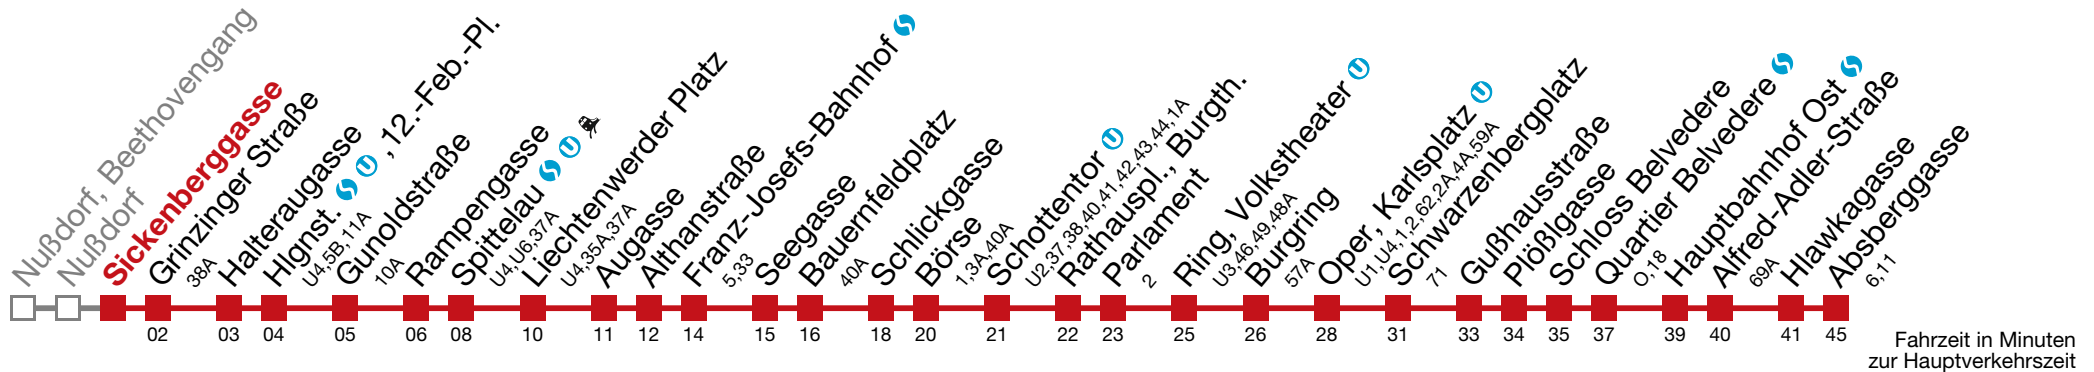 Nußdorf, Beethovengang
Nußdorf
Sickenberggasse
Grinzinger Straße
38A
Halteraugasse
Hlgnst. S U , 12.-Feb.-Pl.
U4,5B,11A
Gunoldstraße
10A
Rampengasse
Spittelau S U
U4,U6,37A
Liechtenwerder Platz
U4,35A,37A
Augasse
Althanstraße
Franz-Josefs-Bahnhof S
5,33
Seegasse
Bauernfeldplatz
40A
Schlickgasse
Börse
1,3A,40A
Schottentor U
U2,37,38,40,41,42,43,44,1A
Rathauspl., Burgth.
Parlament
2
Ring, Volkstheater U
U3,46,49,48A
Burgring
57A
Oper, Karlsplatz U
U1,U4,1,2,62,2A,4A,59A
Schwarzenbergplatz
71
Gußhausstraße
Plößlgasse
Schloss Belvedere
Quartier Belvedere S
O,18
Hauptbahnhof Ost S
Alfred-Adler-Straße
69A
Hlawkagasse
Absberggasse
6,11
02 03 04 05 06 08 10 11 12 14 15 16 18 20 21 22 23 25 26 28 31 33 34 35 37 39 40 41 45
Fahrzeit in Minuten
zur Hauptverkehrszeit